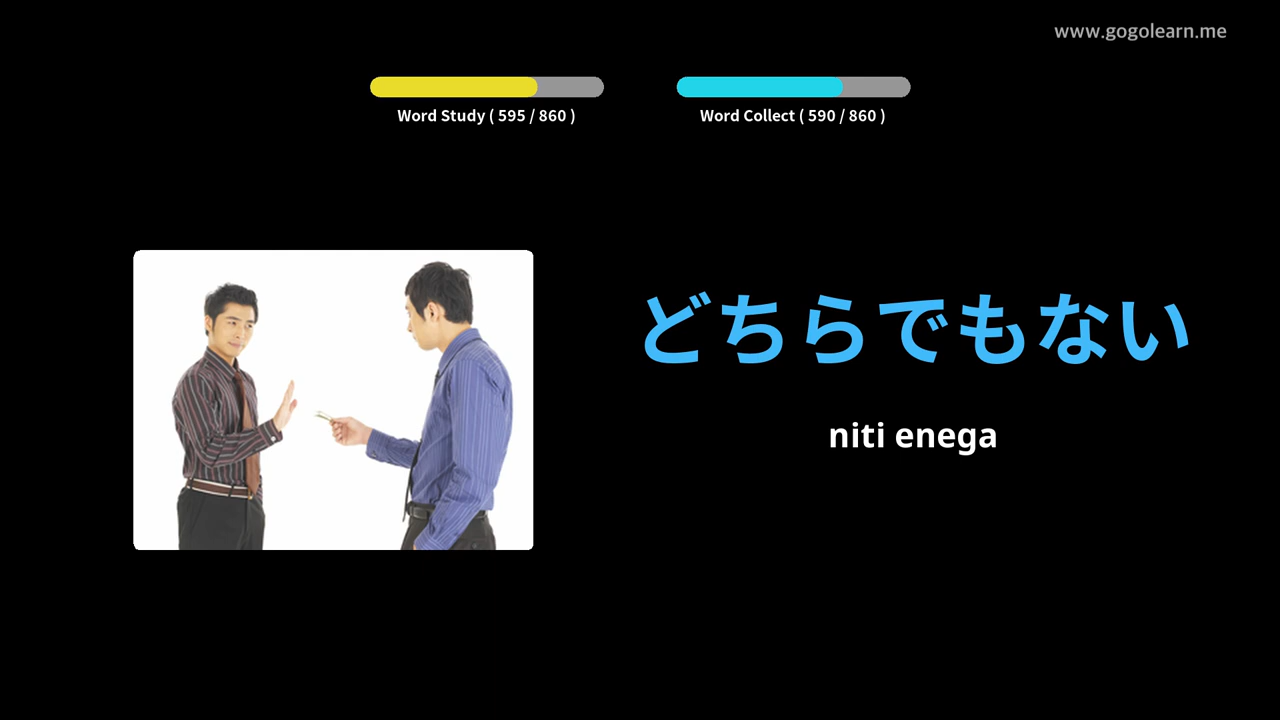 www.gogolearn.me
Word Study ( 595 / 860 )
Word Collect ( 590 / 860 )
どちらでもない
niti enega